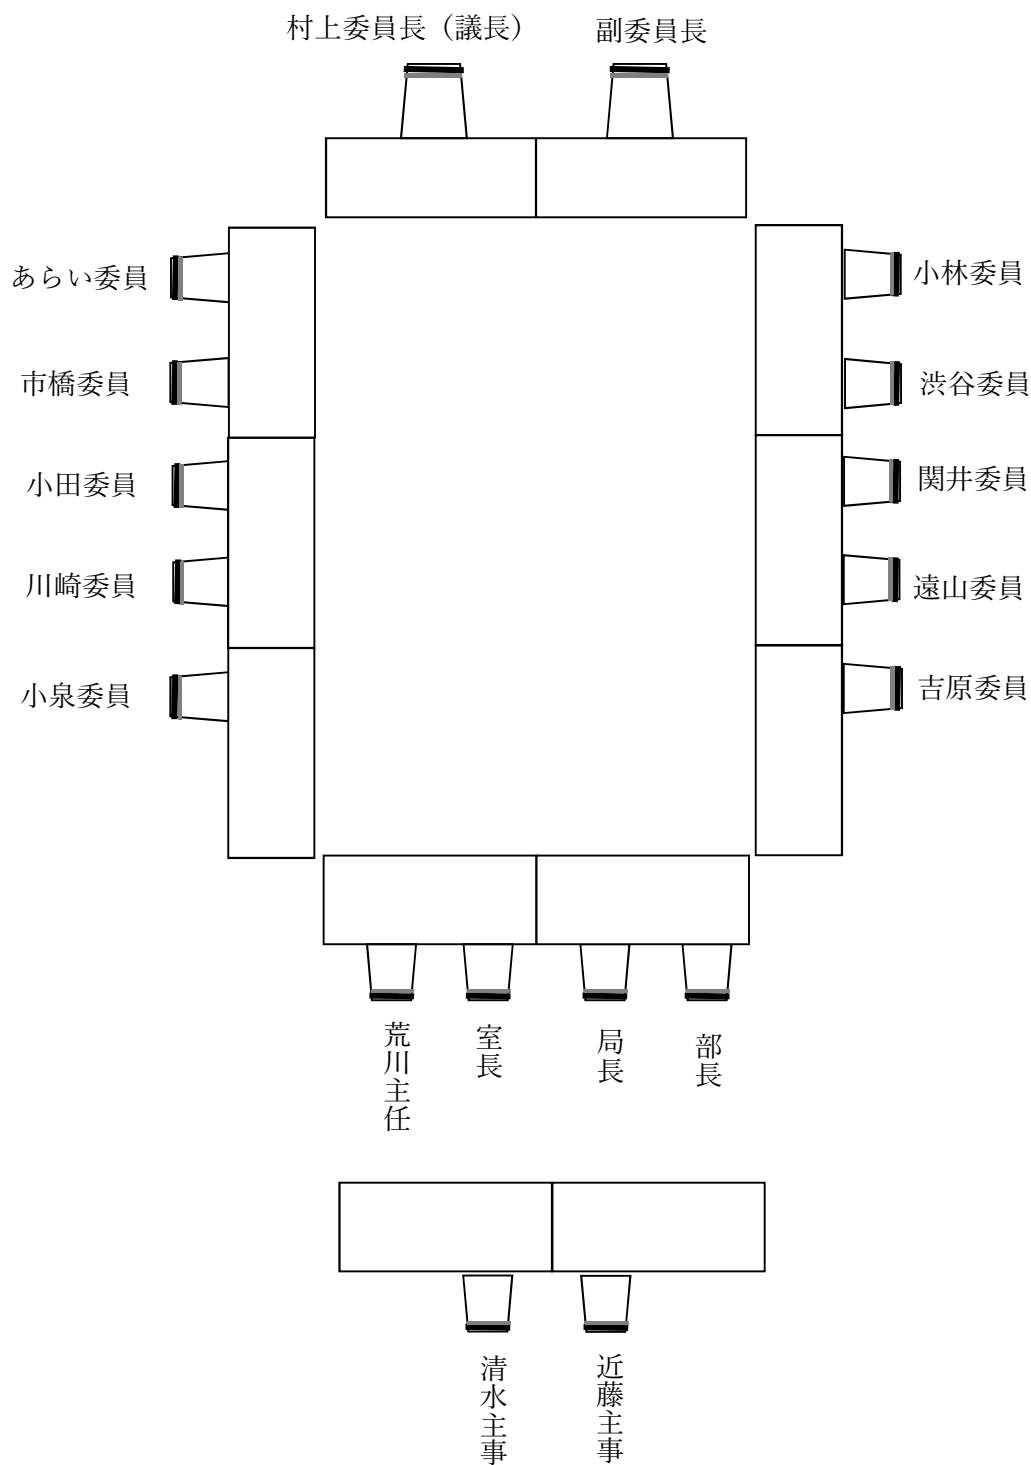 村上委員長（議長）
副委員長
あらい委員
小林委員
市橋委員
渋谷委員
小田委員
関井委員
川崎委員
遠山委員
小泉委員
吉原委員
荒川主任
室長
局長
部長
清水主事
近藤主事